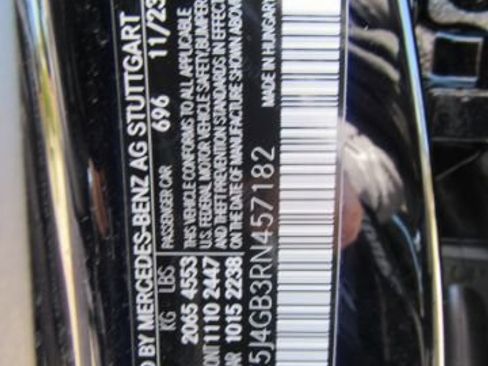 D BY MERCEDES-BENZ AG STUTTGART
PASSENGER CAR 696 11/23
KG LBS
2065 4553
ONT 1110 2447
AR 1015 2238
THIS VEHICLE CONFORMS TO ALL APPLICABLE
U.S. FEDERAL MOTOR VEHICLE SAFETY, BUMPER
AND THEFT PREVENTION STANDARDS IN EFFECT
ON THE DATE OF MANUFACTURE SHOWN ABOVE
5J4GB3RN457182
MADE IN HUNGARY